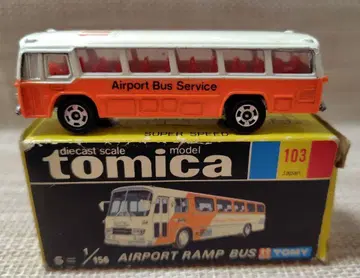 Airport Bus Service
SUPER SPEED
diecast scale model
tomica
103
Japan
S=1/156 AIRPORT RAMP BUS TOMY